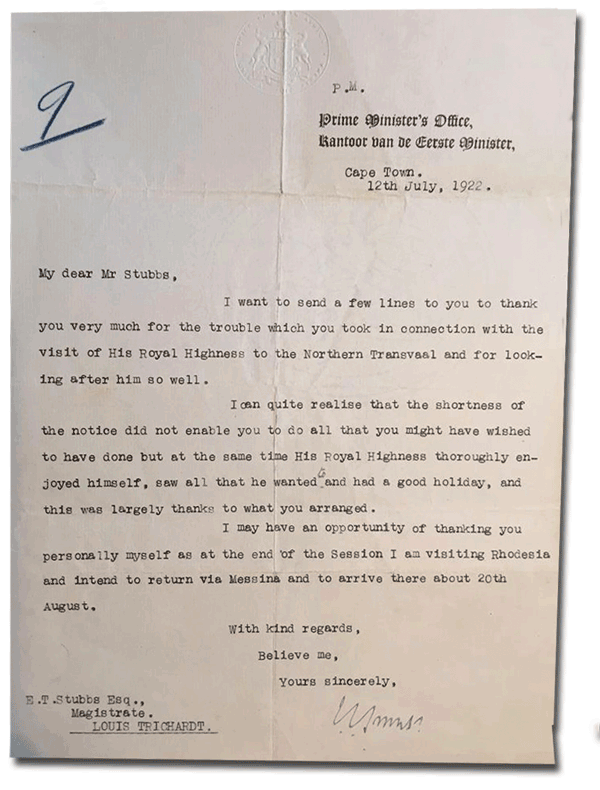 9
P.M.
Prime Minister's Office,
Kantoor van de Eerste Minister,
Cape Town.
12th July, 1922.
My dear Mr Stubbs,
I want to send a few lines to you to thank
you very much for the trouble which you took in connection with the
visit of His Royal Highness to the Northern Transvaal and for look-
ing after him so well.
I can quite realise that the shortness of
the notice did not enable you to do all that you might have wished
to have done but at the same time His Royal Highness thoroughly en-
joyed himself, saw all that he wanted and had a good holiday, and
this was largely thanks to what you arranged.
I may have an opportunity of thanking you
personally myself as at the end of the Session I am visiting Rhodesia
and intend to return via Messina and to arrive there about 20th
August.
With kind regards,
Believe me,
Yours sincerely,
E.T.Stubbs Esq.,
Magistrate.
LOUIS TRICHARDT.